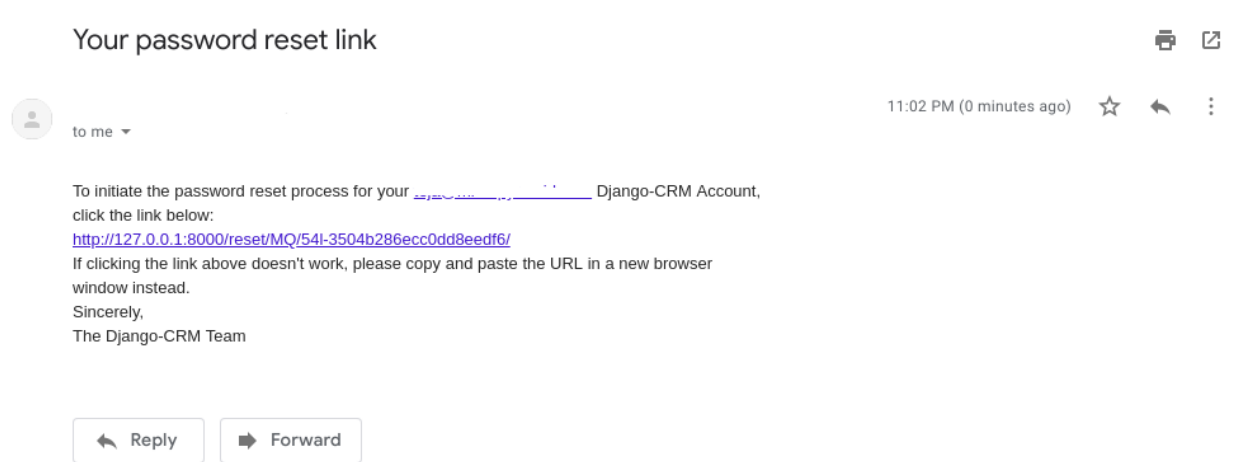 Your password reset link
11:02 PM (0 minutes ago)
to me
To initiate the password reset process for your Django-CRM Account,
click the link below:
http://127.0.0.1:8000/reset/MQ/54l-3504b286ecc0dd8eedf6/
If clicking the link above doesn't work, please copy and paste the URL in a new browser
window instead.
Sincerely,
The Django-CRM Team
Reply
Forward